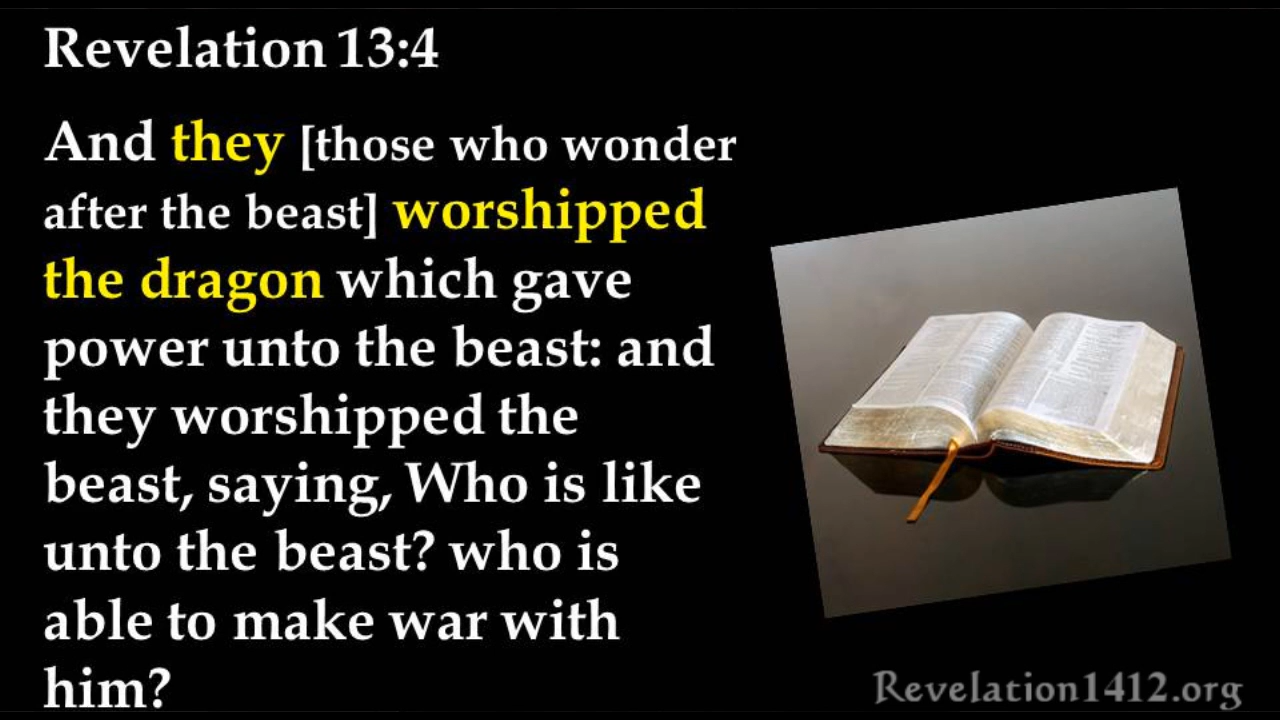 Revelation 13:4
And they [those who wonder
after the beast] worshipped
the dragon which gave
power unto the beast: and
they worshipped the
beast, saying, Who is like
unto the beast? who is
able to make war with
him?
Revelation1412.org